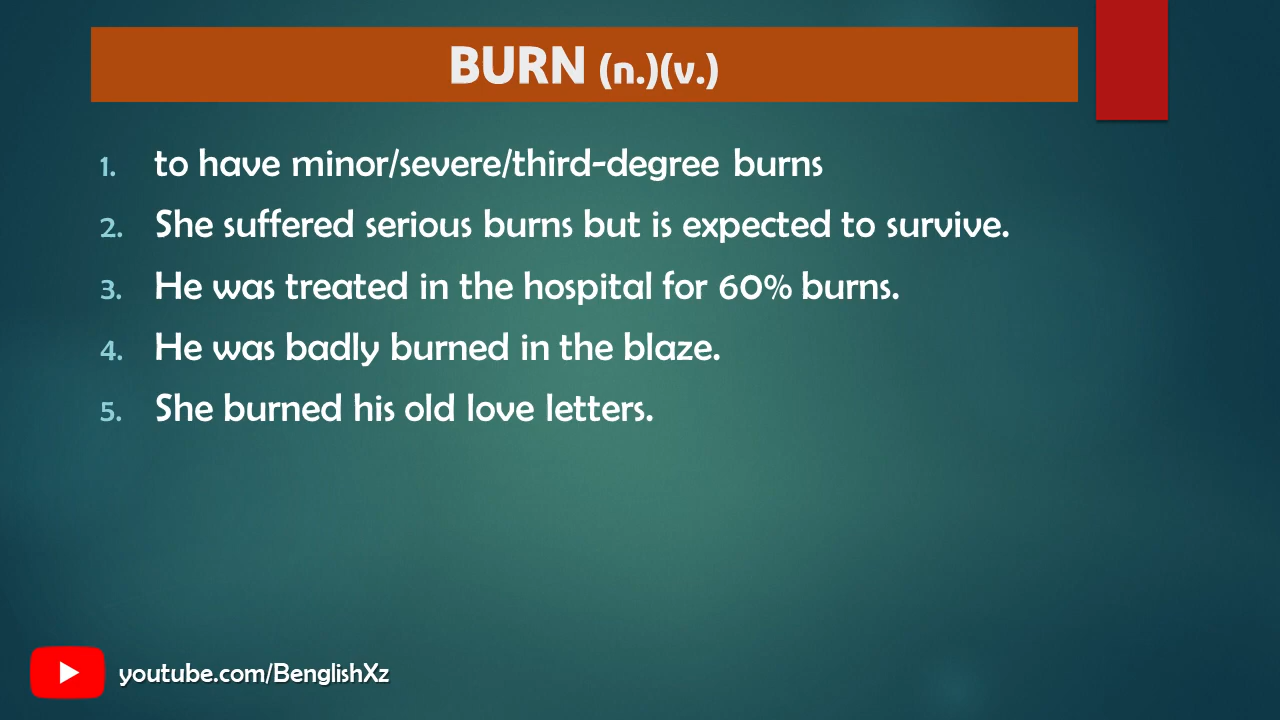 BURN (n.)(v.)
1. to have minor/severe/third-degree burns
2. She suffered serious burns but is expected to survive.
3. He was treated in the hospital for 60% burns.
4. He was badly burned in the blaze.
5. She burned his old love letters.
youtube.com/BenglishXz